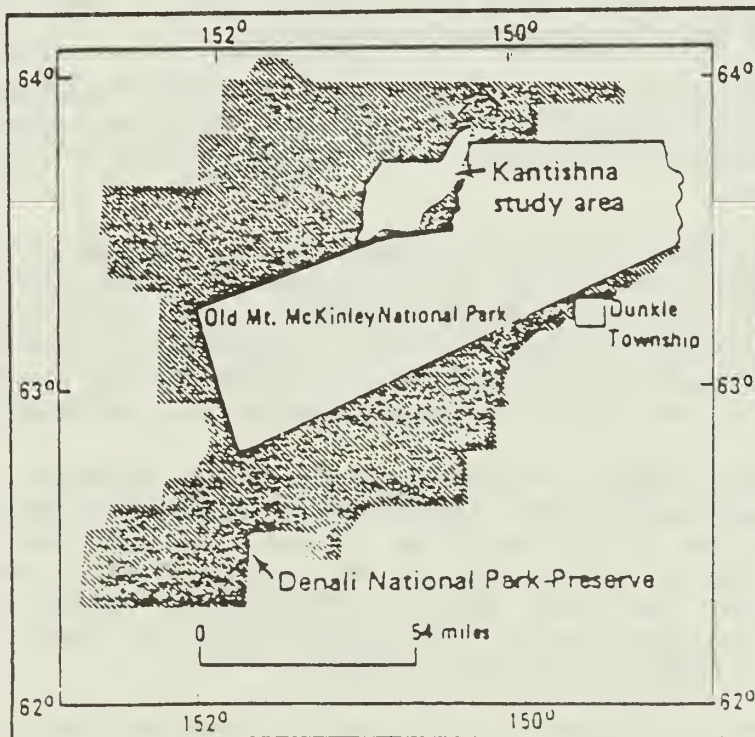 152° 150°
64° 64°
Kantishna
study area
Old Mt. McKinley National Park
Dunkle
Township
63° 63°
Denali National Park-Preserve
0 54 miles
62° 62°
152° 150°